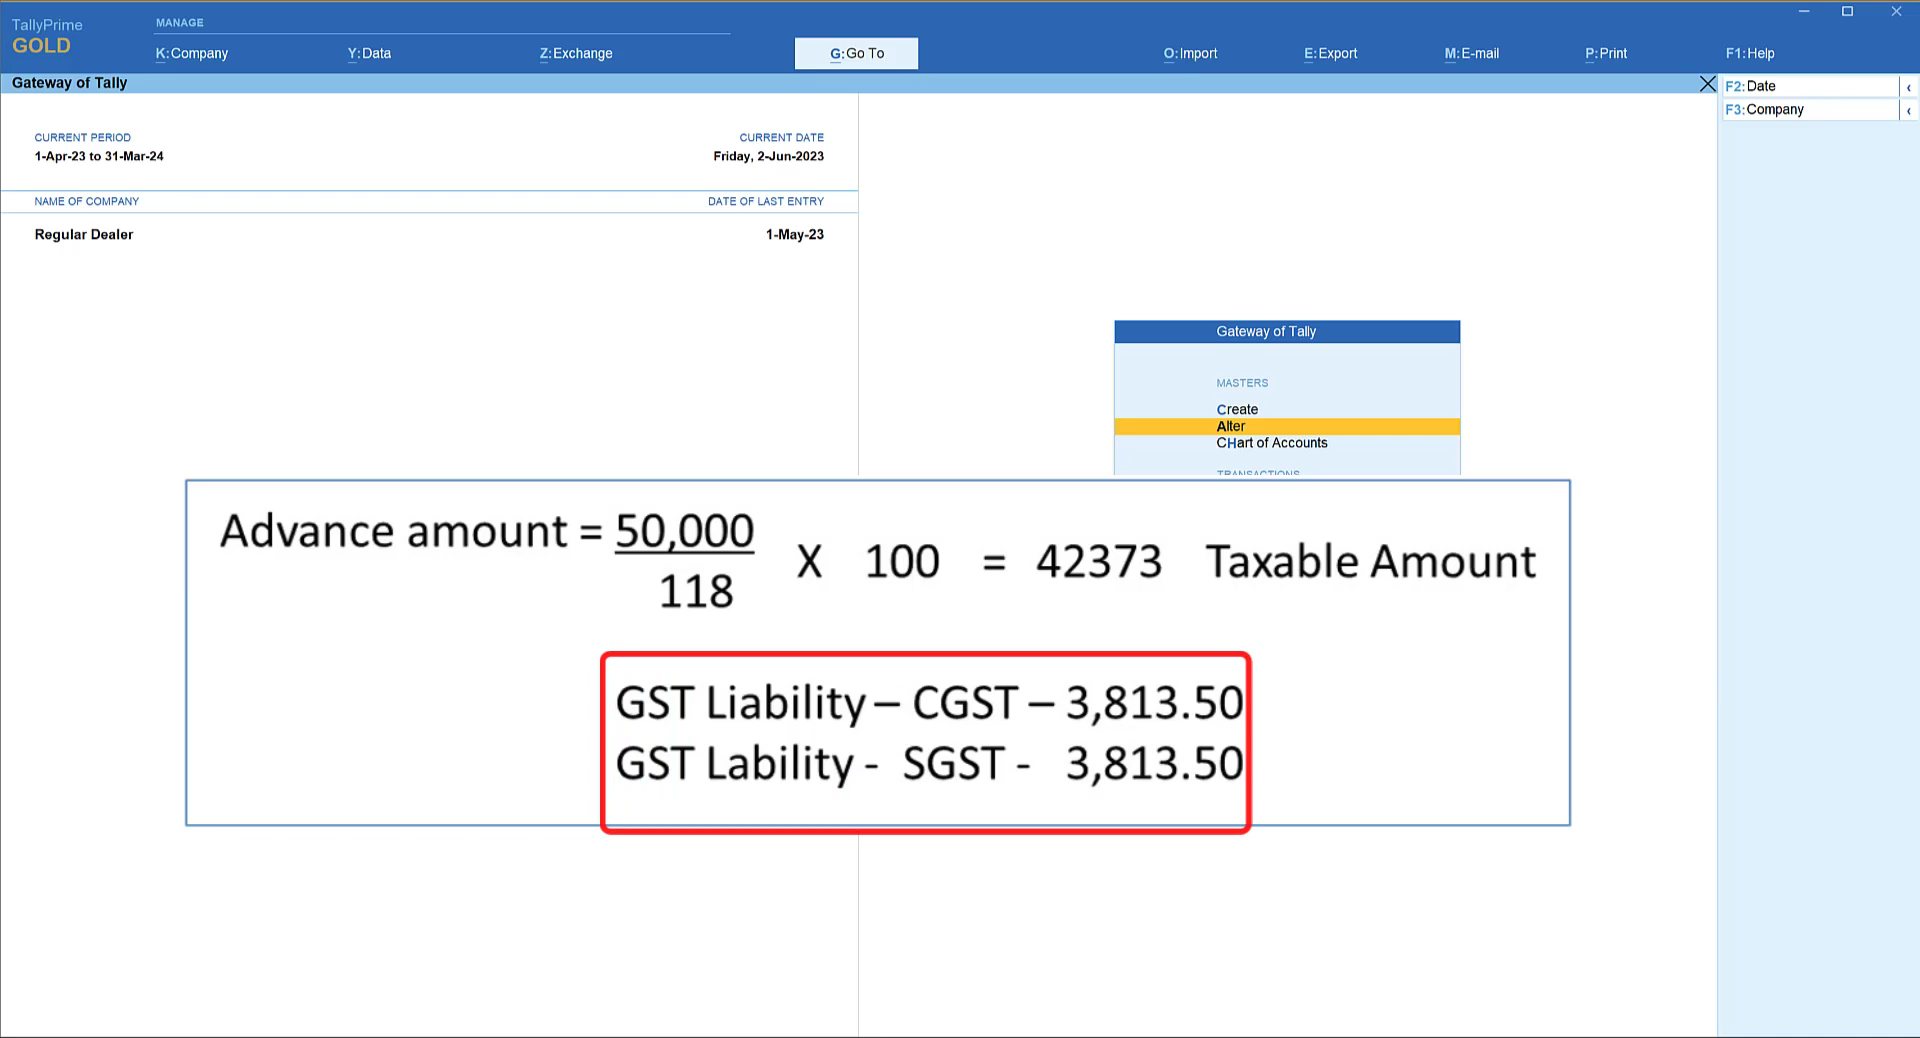 TallyPrime
GOLD
MANAGE
K:Company
Y:Data
Z:Exchange
G:Go To
O:Import
E:Export
M:E-mail
P:Print
F1:Help
Gateway of Tally
F2:Date
F3:Company
CURRENT PERIOD
CURRENT DATE
1-Apr-23 to 31-Mar-24
Friday, 2-Jun-2023
NAME OF COMPANY
DATE OF LAST ENTRY
Regular Dealer
1-May-23
Gateway of Tally
MASTERS
Create
Alter
CHart of Accounts
TRANSACTIONS
Advance amount = 50,000
118
X 100 = 42373 Taxable Amount
GST Liability – CGST – 3,813.50
GST Lability - SGST - 3,813.50